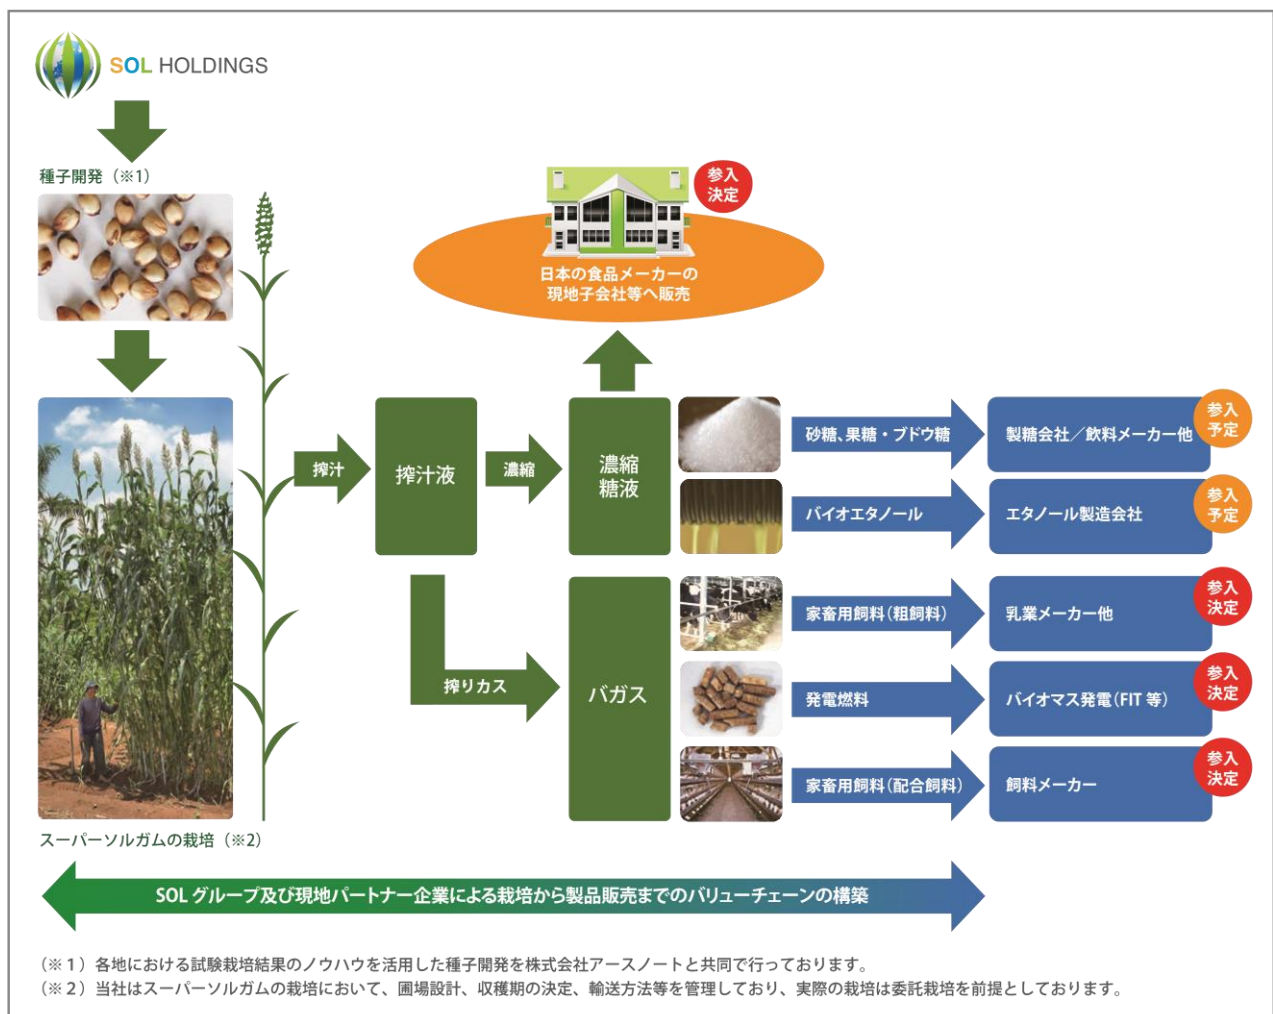 SOL HOLDINGS
種子開発（※1）
参入
決定
日本の食品メーカーの
現地子会社等へ販売
搾汁
搾汁液
濃縮
濃縮
糖液
砂糖、果糖・ブドウ糖
製糖会社／飲料メーカー他
参入
予定
バイオエタノール
エタノール製造会社
参入
予定
搾りカス
バガス
家畜用飼料（粗飼料）
乳業メーカー他
参入
決定
発電燃料
バイオマス発電（FIT 等）
参入
決定
家畜用飼料（配合飼料）
飼料メーカー
参入
決定
スーパーソルガムの栽培（※2）
SOL グループ及び現地パートナー企業による栽培から製品販売までのバリューチェーンの構築
（※１）各地における試験栽培結果のノウハウを活用した種子開発を株式会社アースノートと共同で行っております。
（※２）当社はスーパーソルガムの栽培において、圃場設計、収穫期の決定、輸送方法等を管理しており、実際の栽培は委託栽培を前提としております。